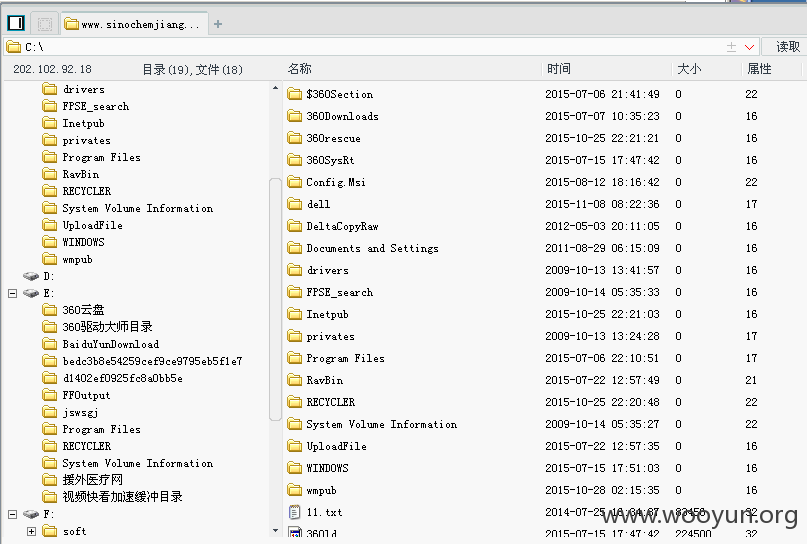 www.sinochemjiang...
C:\
读取
202.102.92.18 目录(19),文件(18)
名称 时间 大小 属性
drivers
FPSE_search
Inetpub
privates
Program Files
RavBin
RECYCLER
System Volume Information
UploadFile
WINDOWS
wmpub
D:
E:
360云盘
360驱动大师目录
BaiduYunDownload
bedc3b8e54259cef9ce9795eb5f1e7
d1402ef0925fc8a0bb5e
FFOutput
jswsgj
Program Files
RECYCLER
System Volume Information
援外医疗网
视频快看加速缓冲目录
F:
soft
$360Section 2015-07-06 21:41:49 0 22
360Downloads 2015-07-07 10:35:23 0 16
360rescue 2015-10-25 22:21:21 0 16
360SysRt 2015-07-15 17:47:42 0 16
Config.Msi 2015-08-12 18:16:42 0 22
dell 2015-11-08 08:22:36 0 17
DeltaCopyRaw 2012-05-03 20:11:05 0 16
Documents and Settings 2011-08-29 06:15:09 0 16
drivers 2009-10-13 13:41:57 0 16
FPSE_search 2009-10-14 05:35:33 0 16
Inetpub 2015-10-25 22:21:03 0 16
privates 2009-10-13 13:24:28 0 17
Program Files 2015-07-06 22:10:51 0 17
RavBin 2015-07-22 12:57:49 0 21
RECYCLER 2015-10-25 22:20:48 0 22
System Volume Information 2009-10-14 05:35:27 0 22
UploadFile 2015-07-22 12:57:35 0 16
WINDOWS 2015-07-15 17:51:03 0 16
wmpub 2015-10-28 02:15:35 0 16
11.txt 2014-07-25 32
360ld 2015-07-15 17:47:42 224500 32
www.wooyun.org